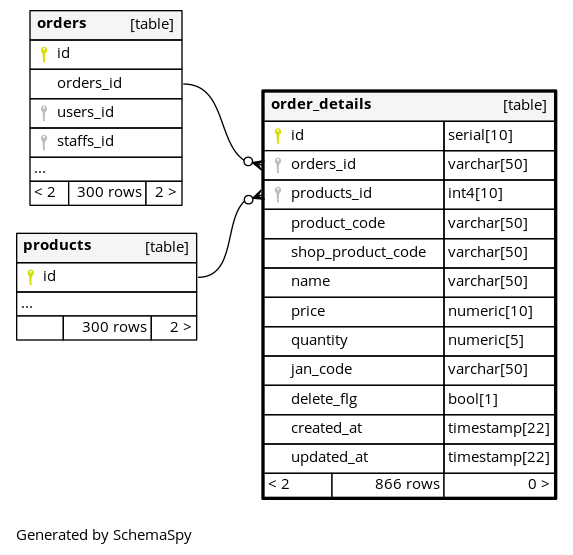 orders [table]
id
orders_id
users_id
staffs_id
...
< 2 300 rows 2 >
products [table]
id
...
300 rows 2 >
order_details [table]
id serial[10]
orders_id varchar[50]
products_id int4[10]
product_code varchar[50]
shop_product_code varchar[50]
name varchar[50]
price numeric[10]
quantity numeric[5]
jan_code varchar[50]
delete_flg bool[1]
created_at timestamp[22]
updated_at timestamp[22]
< 2 866 rows 0 >
Generated by SchemaSpy